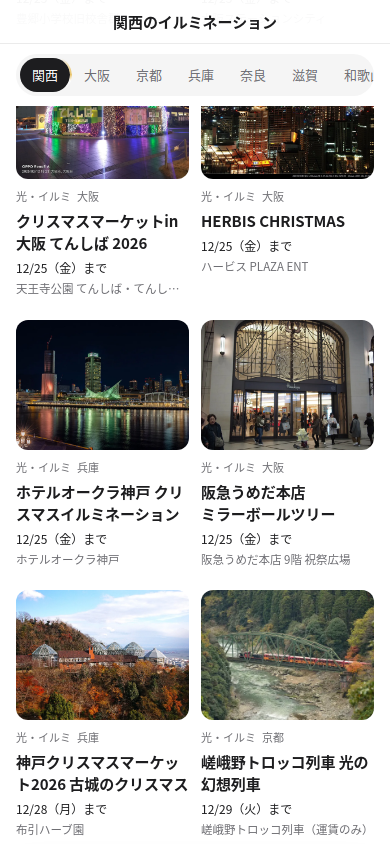 関西のイルミネーション
関西 大阪 京都 兵庫 奈良 滋賀
光・イルミ 大阪
クリスマスマーケットin
大阪 てんしば 2026
12/25（金）まで
天王寺公園 てんしば・てんし…
光・イルミ 大阪
HERBIS CHRISTMAS
12/25（金）まで
ハービス PLAZA ENT
光・イルミ 兵庫
ホテルオークラ神戸 クリ
スマスイルミネーション
12/25（金）まで
ホテルオークラ神戸
光・イルミ 大阪
阪急うめだ本店
ミラーボールツリー
12/25（金）まで
阪急うめだ本店 9階 祝祭広場
光・イルミ 兵庫
神戸クリスマスマーケッ
ト2026 古城のクリスマス
12/28（月）まで
布引ハーブ園
光・イルミ 京都
嵯峨野トロッコ列車 光の
幻想列車
12/29（火）まで
嵯峨野トロッコ列車（運賃のみ）